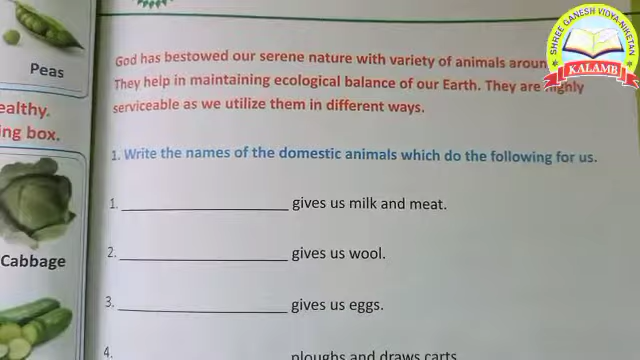 SHREE GANESH VIDYA-NIKETAN
KALAMB
Peas
ealthy.
ing box.
Cabbage
God has bestowed our serene nature with variety of animals aroun
They help in maintaining ecological balance of our Earth. They are highly
serviceable as we utilize them in different ways.
1. Write the names of the domestic animals which do the following for us.
1. ____________________ gives us milk and meat.
2. ____________________ gives us wool.
3. ____________________ gives us eggs.
4. ploughs and draws carts